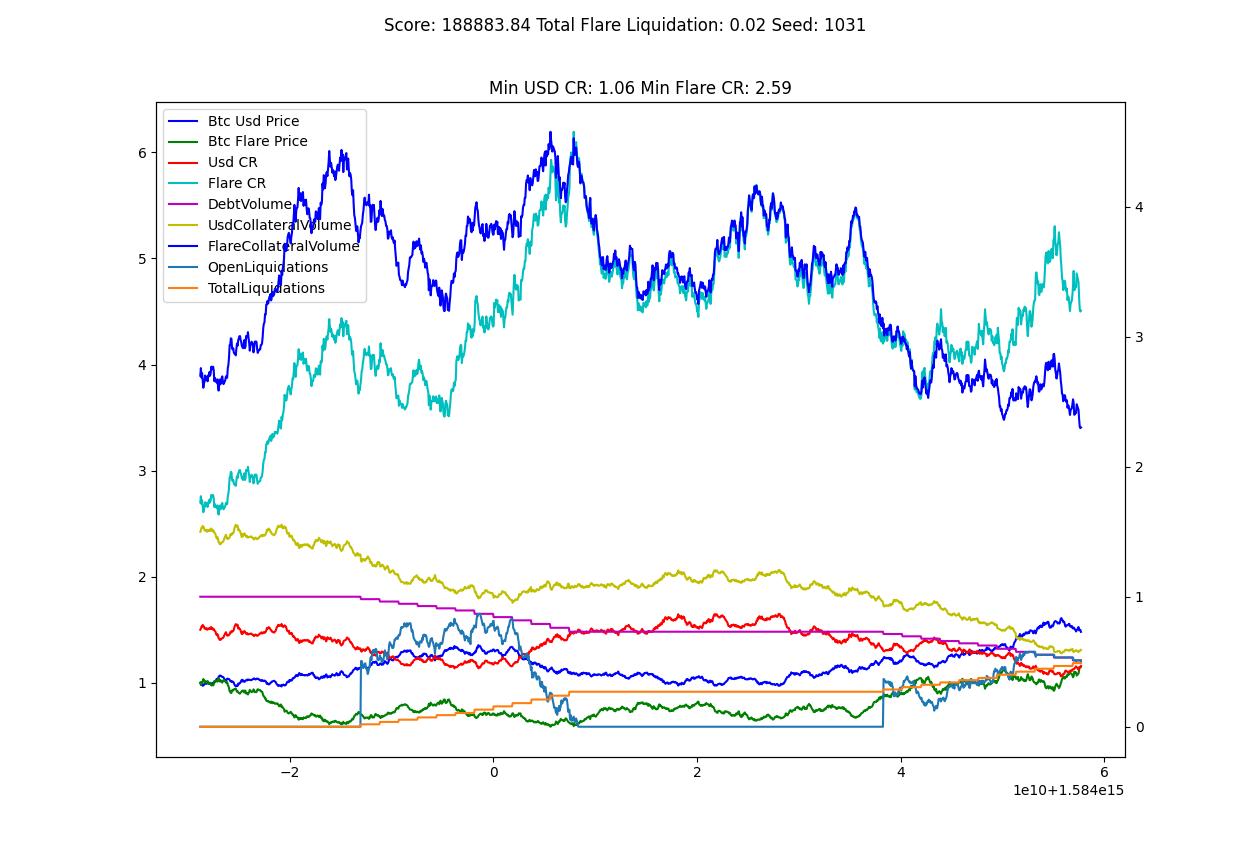 Score: 188883.84 Total Flare Liquidation: 0.02 Seed: 1031
Min USD CR: 1.06 Min Flare CR: 2.59
Btc Usd Price
Btc Flare Price
Usd CR
Flare CR
DebtVolume
UsdCollateralVolume
FlareCollateralVolume
OpenLiquidations
TotalLiquidations
6
5
4
3
2
1
4
3
2
1
0
−2
0
2
4
6
1e10+1.584e15